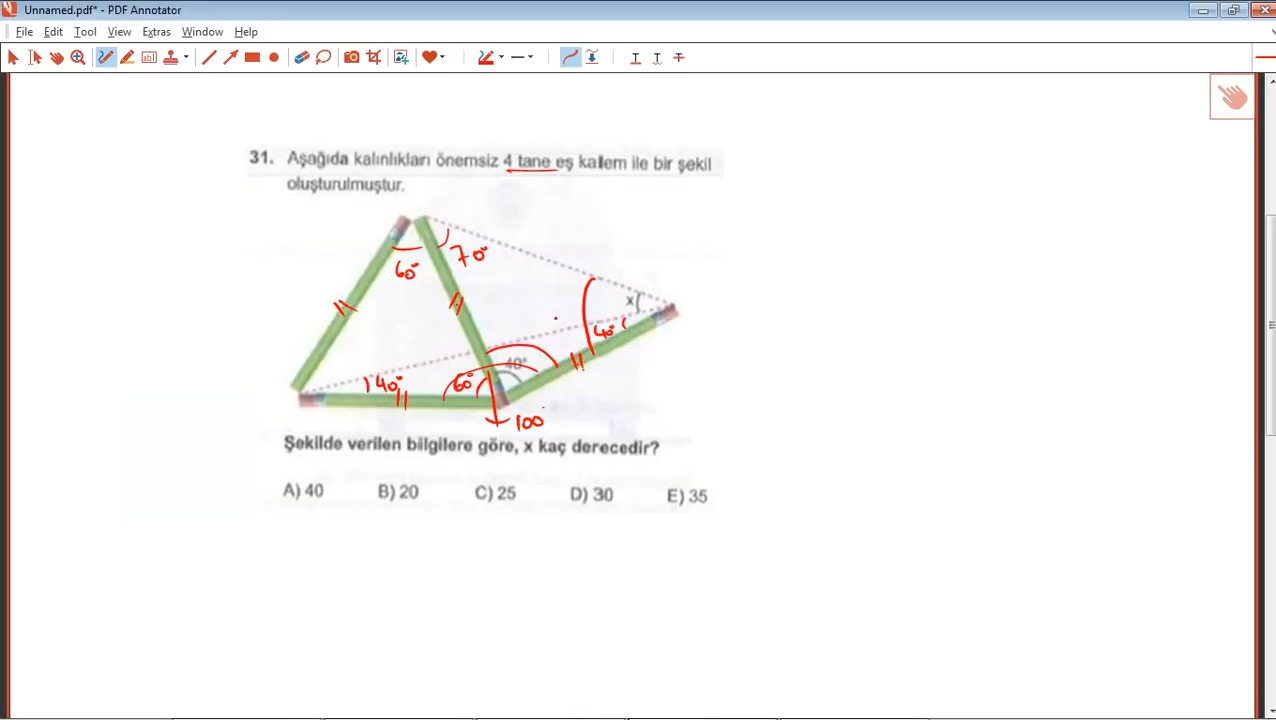 Unnamed.pdf* - PDF Annotator
File Edit Tool View Extras Window Help
31. Aşağıda kalınlıkları önemsiz 4 tane eş kalem ile bir şekil
oluşturulmuştur.
60°
70°
x
40°
40°
40°
60°
100
Şekilde verilen bilgilere göre, x kaç derecedir?
A) 40 B) 20 C) 25 D) 30 E) 35